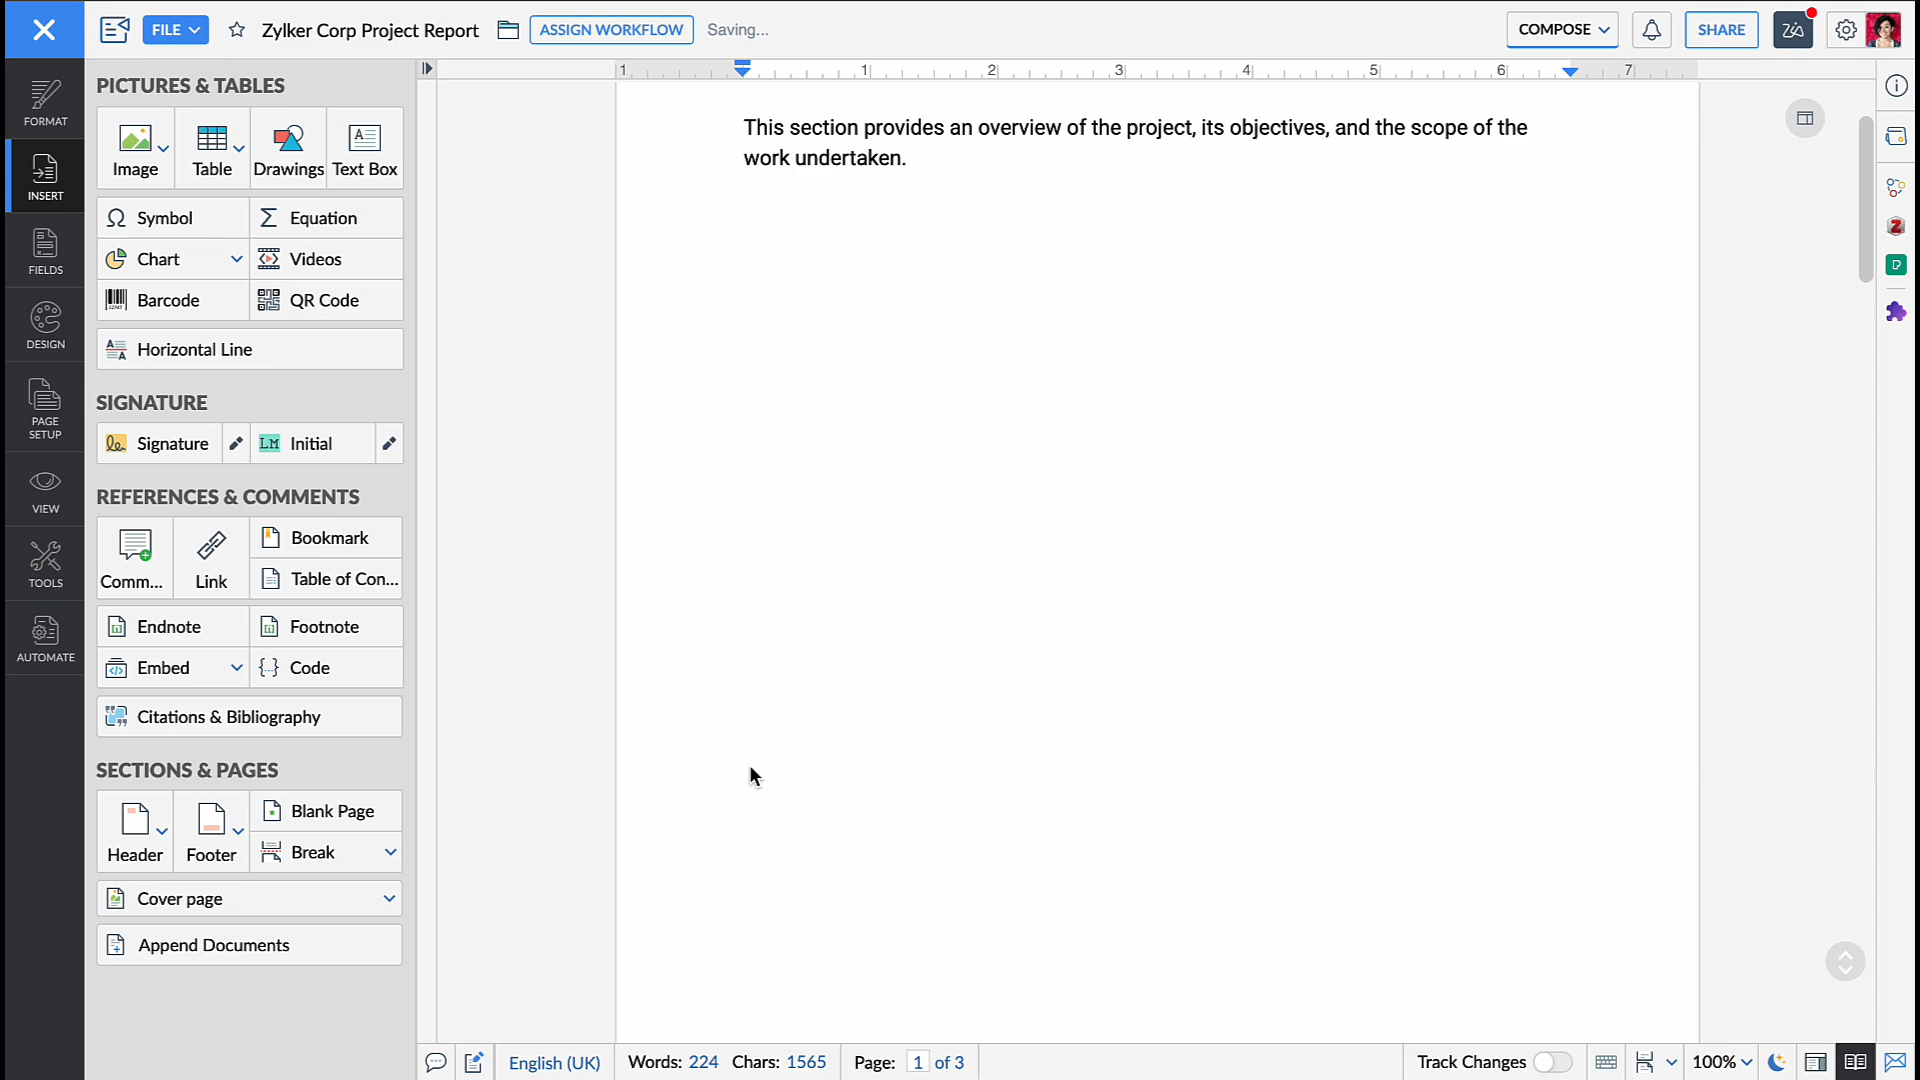 FILE
Zylker Corp Project Report
ASSIGN WORKFLOW
Saving...
COMPOSE
SHARE
FORMAT
INSERT
FIELDS
DESIGN
PAGE SETUP
VIEW
TOOLS
AUTOMATE
PICTURES & TABLES
Image
Table
Drawings
Text Box
Symbol
Equation
Chart
Videos
Barcode
QR Code
Horizontal Line
SIGNATURE
Signature
LM
Initial
REFERENCES & COMMENTS
Comm...
Link
Bookmark
Table of Con...
Endnote
Footnote
Embed
Code
Citations & Bibliography
SECTIONS & PAGES
Header
Footer
Blank Page
Break
Cover page
Append Documents
1 1 2 3 4 5 6 7
This section provides an overview of the project, its objectives, and the scope of the
work undertaken.
English (UK)
Words: 224 Chars: 1565
Page: 1 of 3
Track Changes
100%